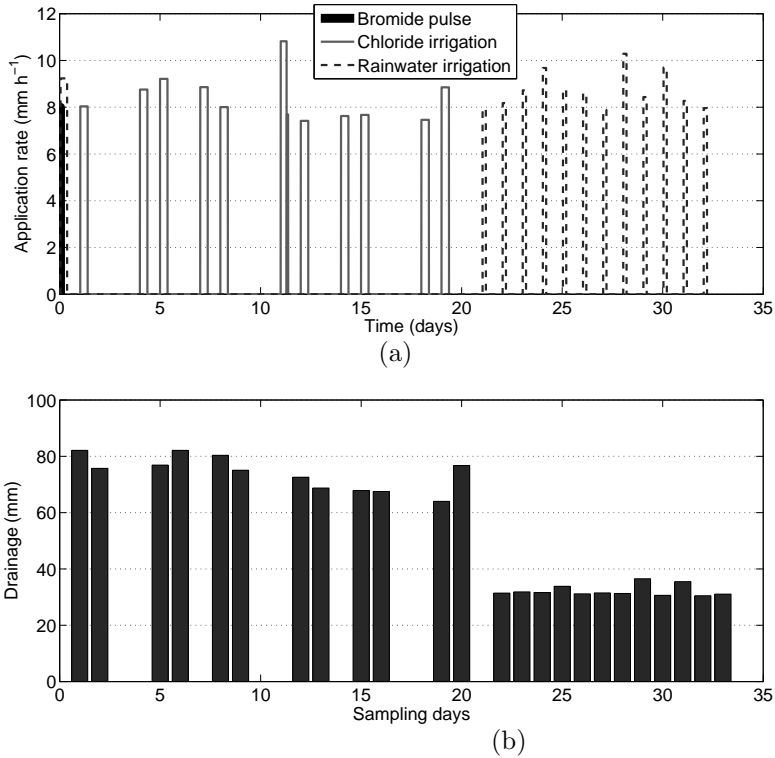 12
10
8
6
4
2
0
Application rate (mm h⁻¹)
Bromide pulse
Chloride irrigation
Rainwater irrigation
0 5 10 15 20 25 30 35
Time (days)
(a)
100
80
60
40
20
0
Drainage (mm)
0 5 10 15 20 25 30 35
Sampling days
(b)